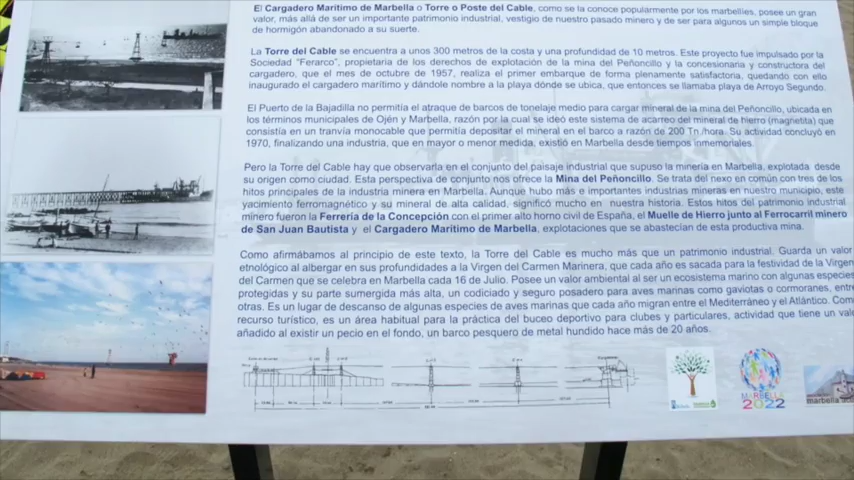 El Cargadero Marítimo de Marbella o Torre o Poste del Cable, como se la conoce popularmente por los marbellíes, posee un gran
valor, más allá de ser un importante patrimonio industrial, vestigio de nuestro pasado minero y de ser para algunos un simple bloque
de hormigón abandonado a su suerte.
La Torre del Cable se encuentra a unos 300 metros de la costa y una profundidad de 10 metros. Este proyecto fue impulsado por la
Sociedad "Ferarco", propietaria de los derechos de explotación de la mina del Peñoncillo y la concesionaria y constructora del
cargadero, que el mes de octubre de 1957, realiza el primer embarque de forma plenamente satisfactoria, quedando con ello
inaugurado el cargadero marítimo y dándole nombre a la playa dónde se ubica, que entonces se llamaba playa de Arroyo Segundo.
El Puerto de la Bajadilla no permitía el atraque de barcos de tonelaje medio para cargar mineral de la mina del Peñoncillo, ubicada en
los términos municipales de Ojén y Marbella, razón por la cual se ideó este sistema de acarreo del mineral de hierro (magnetita) que
consistía en un tranvía monocable que permitía depositar el mineral en el barco a razón de 200 Tn./hora. Su actividad concluyó en
1970, finalizando una industria, que en mayor o menor medida, existió en Marbella desde tiempos inmemoriales.
Pero la Torre del Cable hay que observarla en el conjunto del paisaje industrial que supuso la minería en Marbella, explotada desde
su origen como ciudad. Esta perspectiva de conjunto nos ofrece la Mina del Peñoncillo. Se trata del nexo en común con tres de los
hitos principales de la industria minera en Marbella. Aunque hubo más e importantes industrias mineras en nuestro municipio, este
yacimiento ferromagnético y su mineral de alta calidad, significó mucho en nuestra historia. Estos hitos del patrimonio industrial
minero fueron la Ferrería de la Concepción con el primer alto horno civil de España, el Muelle de Hierro junto al Ferrocarril minero
de San Juan Bautista y el Cargadero Marítimo de Marbella, explotaciones que se abastecían de esta productiva mina.
Como afirmábamos al principio de este texto, la Torre del Cable es mucho más que un patrimonio industrial. Guarda un valor
etnológico al albergar en sus profundidades a la Virgen del Carmen Marinera, que cada año es sacada para la festividad de la Virgen
del Carmen que se celebra en Marbella cada 16 de Julio. Posee un valor ambiental al ser un ecosistema marino con algunas especies
protegidas y su parte sumergida más alta, un codiciado y seguro posadero para aves marinas como gaviotas o cormoranes, entre
otras. Es un lugar de descanso de algunas especies de aves marinas que cada año migran entre el Mediterráneo y el Atlántico. Como
recurso turístico, es un área habitual para la práctica del buceo deportivo para clubes y particulares, actividad que tiene un valor
añadido al existir un pecio en el fondo, un barco pesquero de metal hundido hace más de 20 años.
MARBELLA
2022
marbella